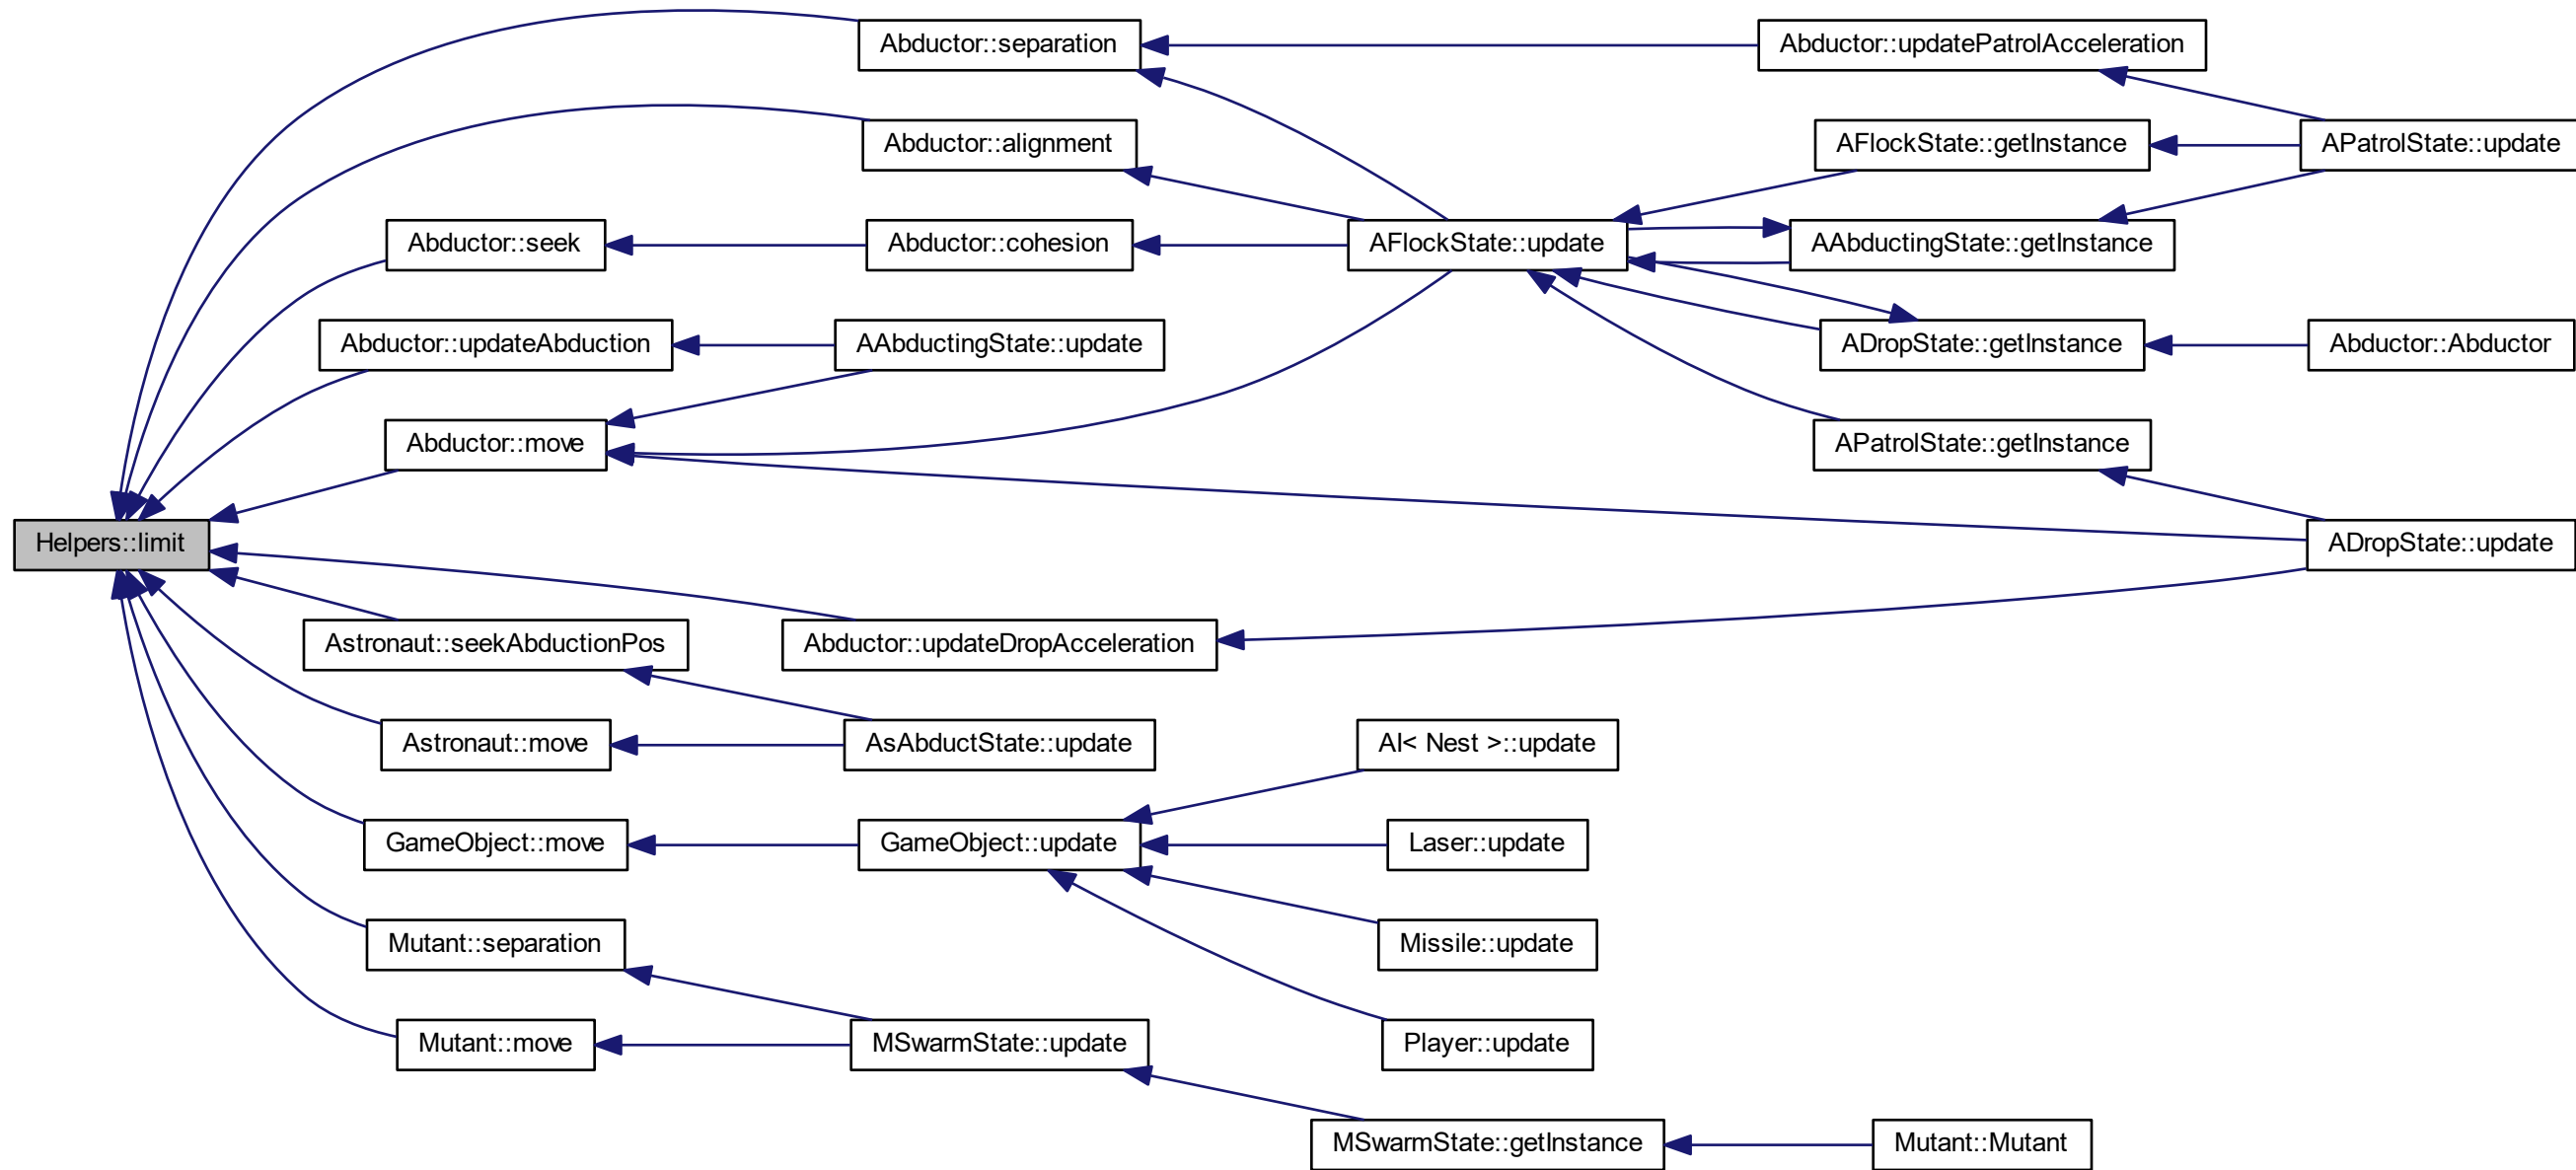 Abductor::separation
Abductor::updatePatrolAcceleration
Abductor::alignment
AFlockState::getInstance
APatrolState::update
Abductor::seek
Abductor::cohesion
AFlockState::update
AAbductingState::getInstance
Abductor::updateAbduction
AAbductingState::update
ADropState::getInstance
Abductor::Abductor
Abductor::move
APatrolState::getInstance
Helpers::limit
ADropState::update
Astronaut::seekAbductionPos
Abductor::updateDropAcceleration
Astronaut::move
AsAbductState::update
AI< Nest >::update
GameObject::move
GameObject::update
Laser::update
Mutant::separation
Missile::update
Mutant::move
MSwarmState::update
Player::update
MSwarmState::getInstance
Mutant::Mutant